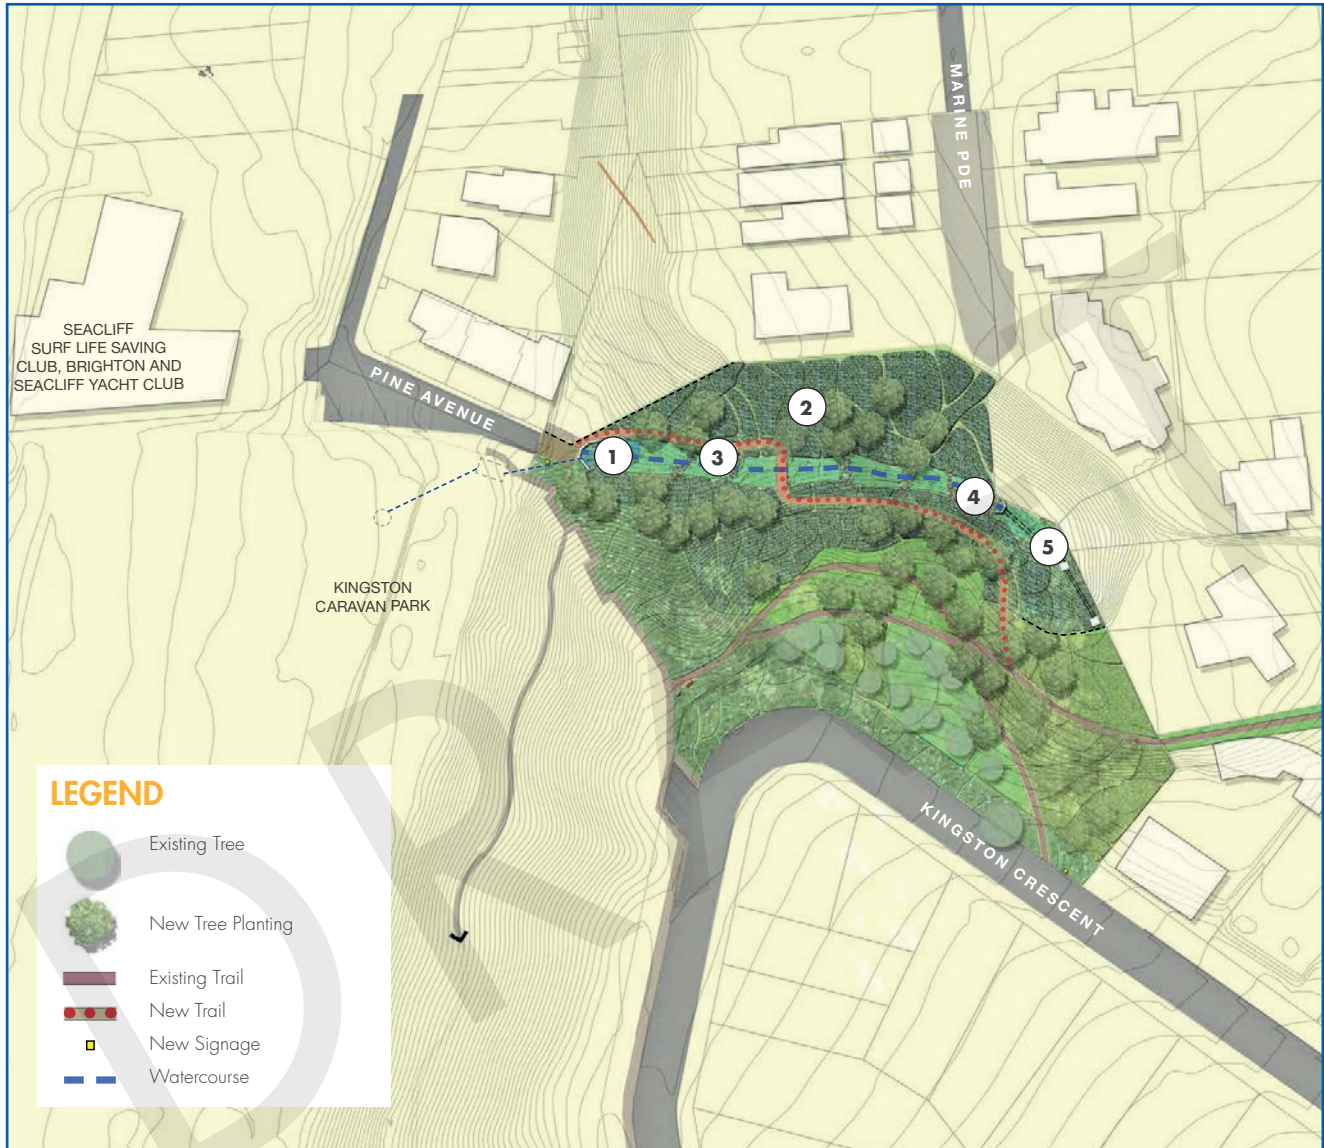 MARINE PDE
SEACLIFF
SURF LIFE SAVING
CLUB, BRIGHTON AND
SEACLIFF YACHT CLUB
PINE AVENUE
2
1
3
4
5
KINGSTON
CARAVAN PARK
KINGSTON CRESCENT
LEGEND
Existing Tree
New Tree Planting
Existing Trail
New Trail
New Signage
Watercourse
DRAFT